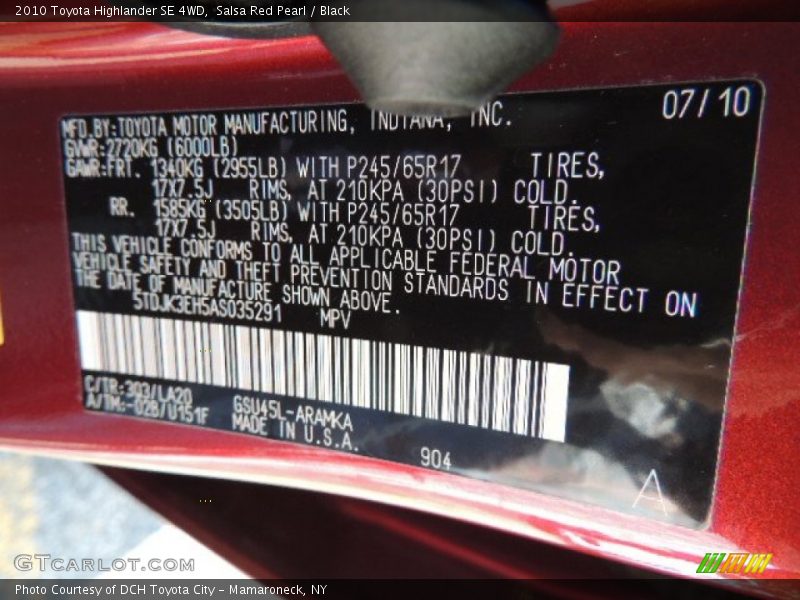 2010 Toyota Highlander SE 4WD, Salsa Red Pearl / Black
07/10
MFD.BY:TOYOTA MOTOR MANUFACTURING, INDIANA, INC.
GVWR:2720KG (6000LB)
GAWR:FRT. 1340KG (2955LB) WITH P245/65R17 TIRES,
17X7.5J RIMS, AT 210KPA (30PSI) COLD.
RR. 1585KG (3505LB) WITH P245/65R17 TIRES,
17X7.5J RIMS, AT 210KPA (30PSI) COLD.
THIS VEHICLE CONFORMS TO ALL APPLICABLE FEDERAL MOTOR
VEHICLE SAFETY AND THEFT PREVENTION STANDARDS IN EFFECT ON
THE DATE OF MANUFACTURE SHOWN ABOVE.
5TDJK3EH5AS035291 MPV
C/TR:3Q3/LA20
A/TM:-02B/U151F
GSU45L-ARAMKA
MADE IN U.S.A.
904
A
GTCARLOT.COM
Photo Courtesy of DCH Toyota City - Mamaroneck, NY